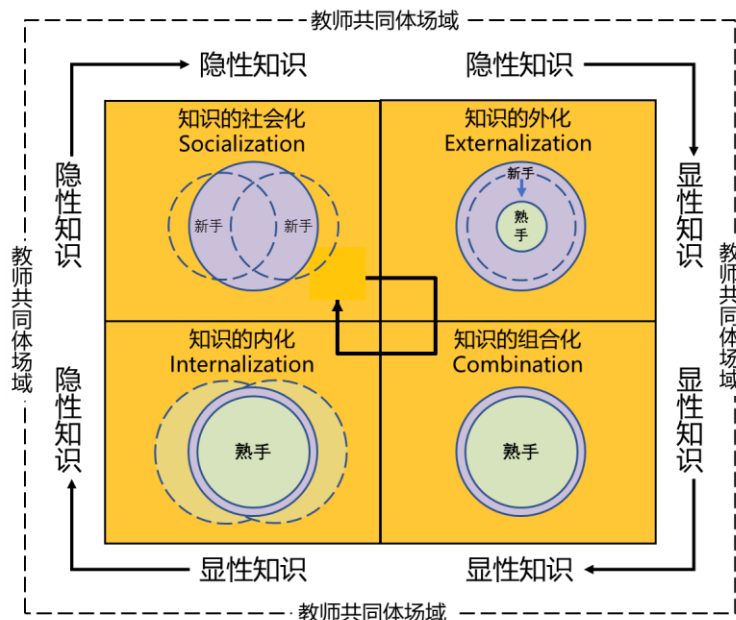 教师共同体场域
隐性知识
隐性知识
隐性知识
知识的社会化
Socialization
新手
新手
知识的外化
Externalization
新手
熟
手
显性知识
教师共同体场域
教师共同体场域
隐性知识
知识的内化
Internalization
熟手
知识的组合化
Combination
熟手
显性知识
显性知识
显性知识
教师共同体场域